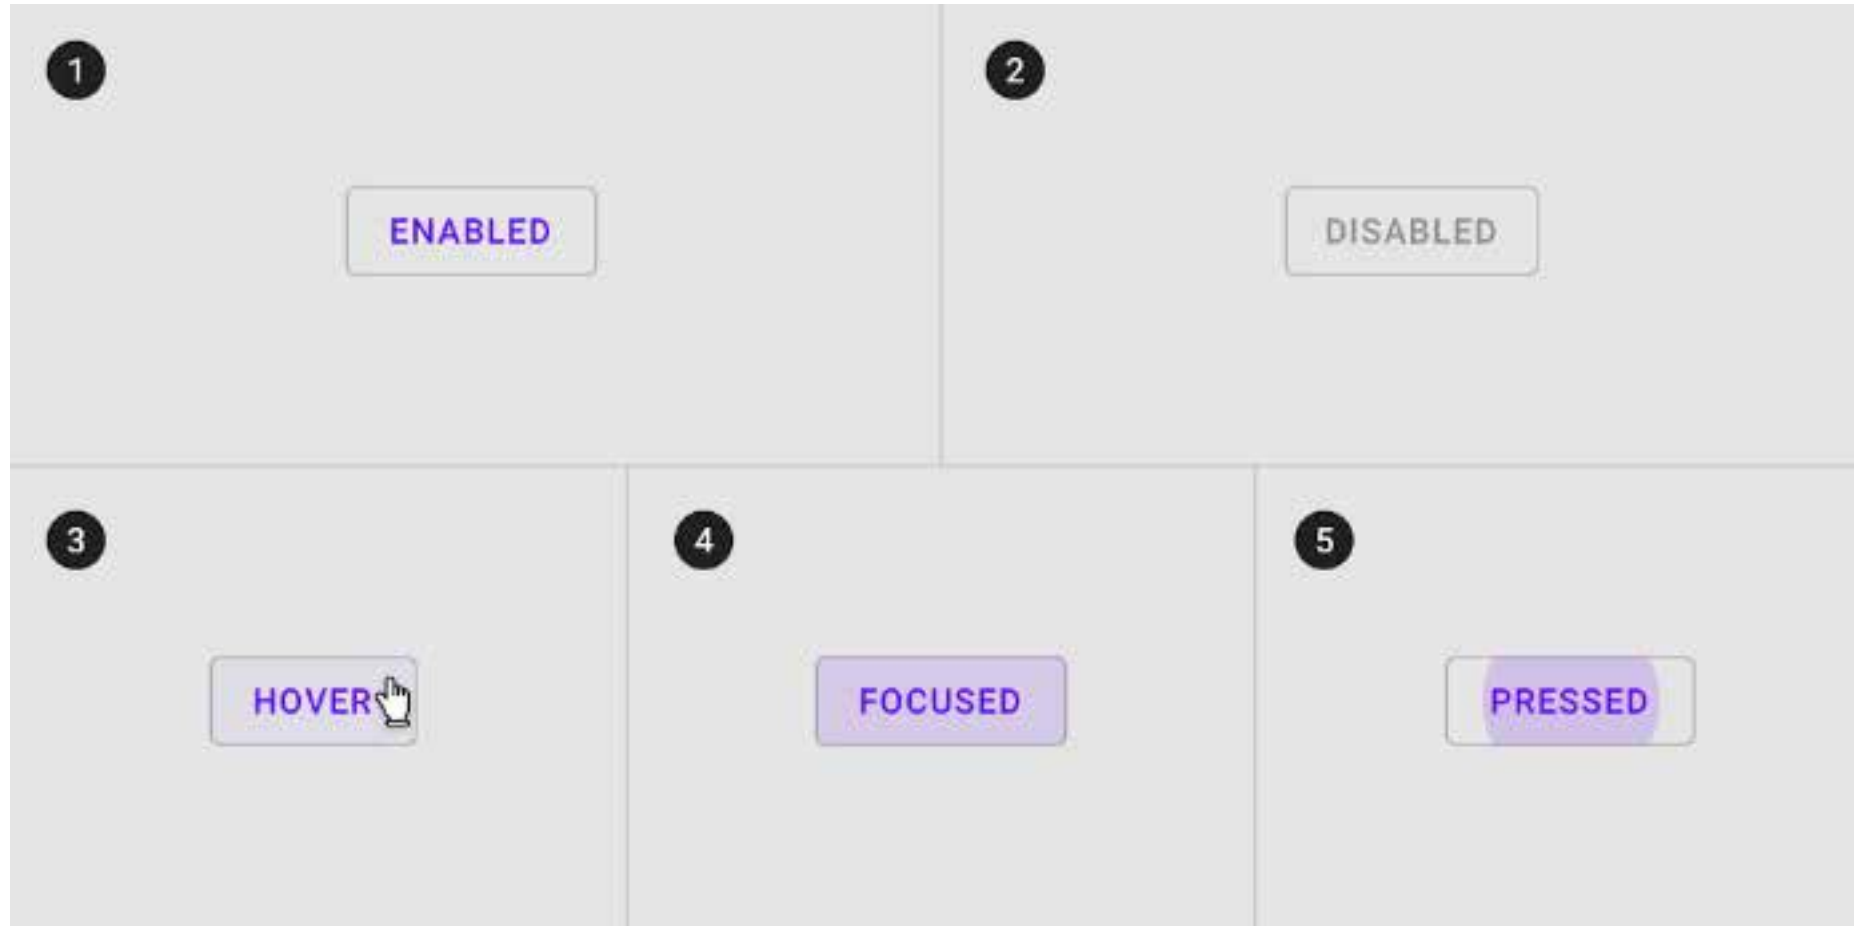 1
2
ENABLED
DISABLED
3
4
5
HOVER
FOCUSED
PRESSED